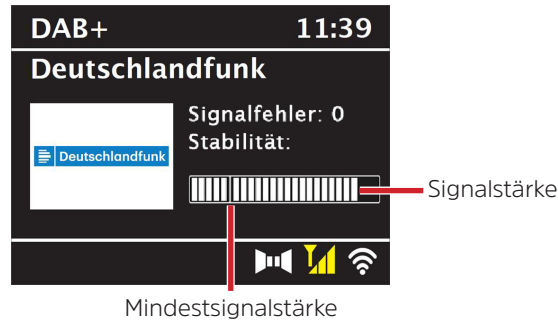 DAB+ 11:39
Deutschlandfunk
Signalfehler: 0
Stabilität:
Deutschlandfunk
Signalstärke
Mindestsignalstärke